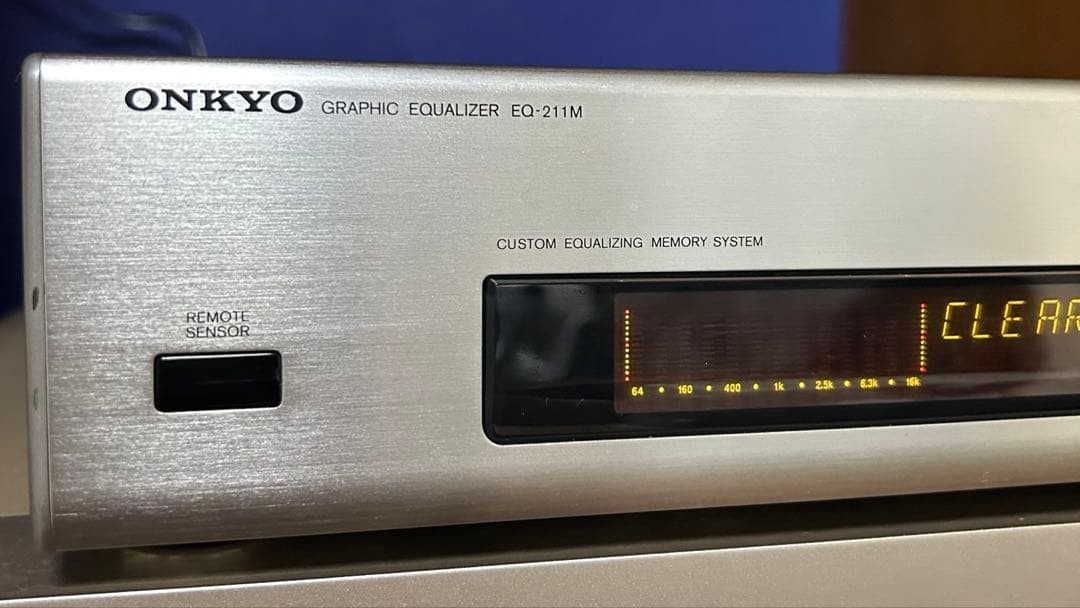 ONKYO GRAPHIC EQUALIZER EQ-211M
CUSTOM EQUALIZING MEMORY SYSTEM
REMOTE
SENSOR
CLEAR
64 • 160 • 400 • 1k • 2.5k • 6.3k • 16k